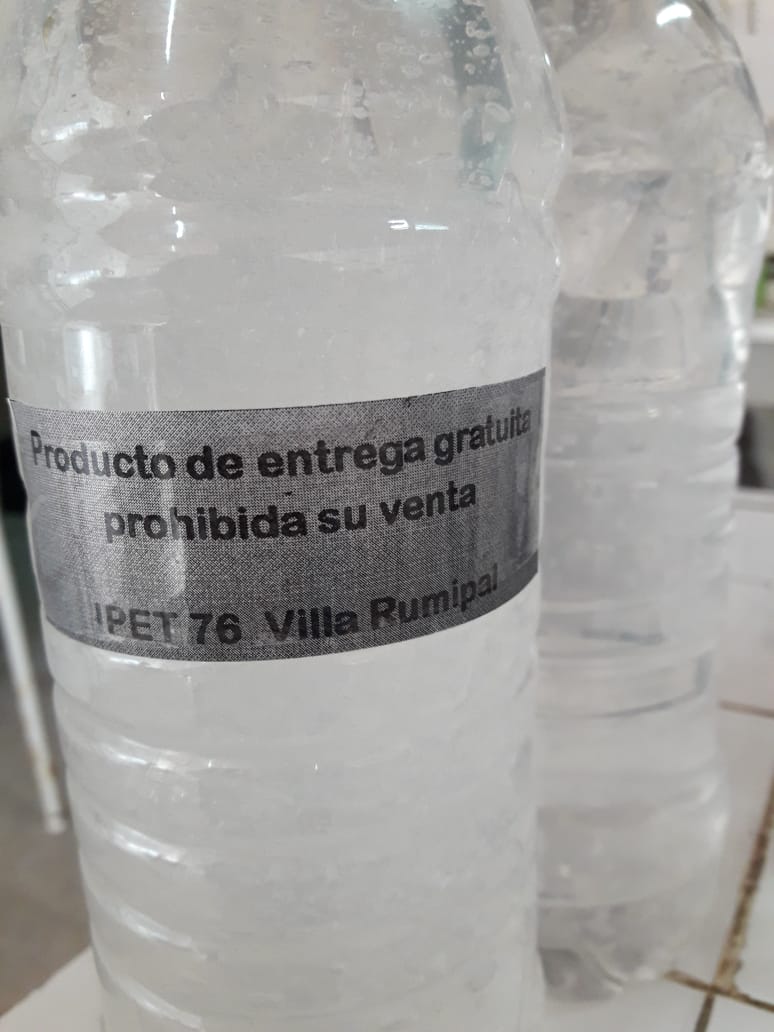 Producto de entrega gratuita
prohibida su venta
IPET 76 Villa Rumipal